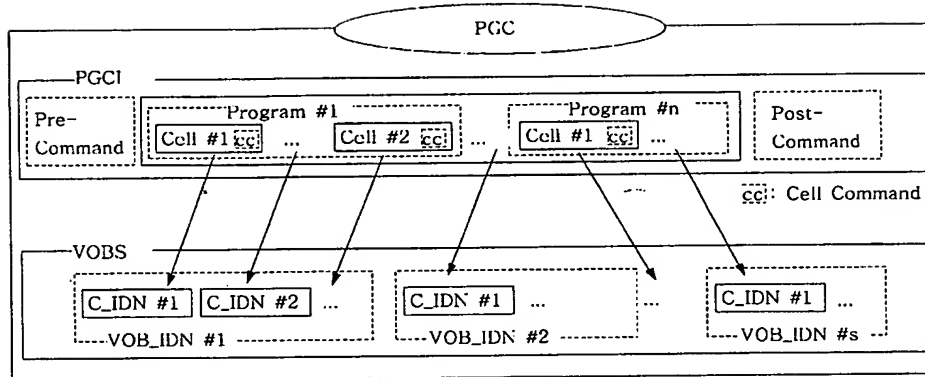 PGC
PGCI
Pre-
Command
Program #1
Cell #1 cc
...
Cell #2 cc
...
Program #n
Cell #1 cc
...
Post-
Command
cc: Cell Command
VOBS
C_IDN #1
C_IDN #2
...
VOB_IDN #1
C_IDN #1
...
VOB_IDN #2
...
C_IDN #1
...
VOB_IDN #s